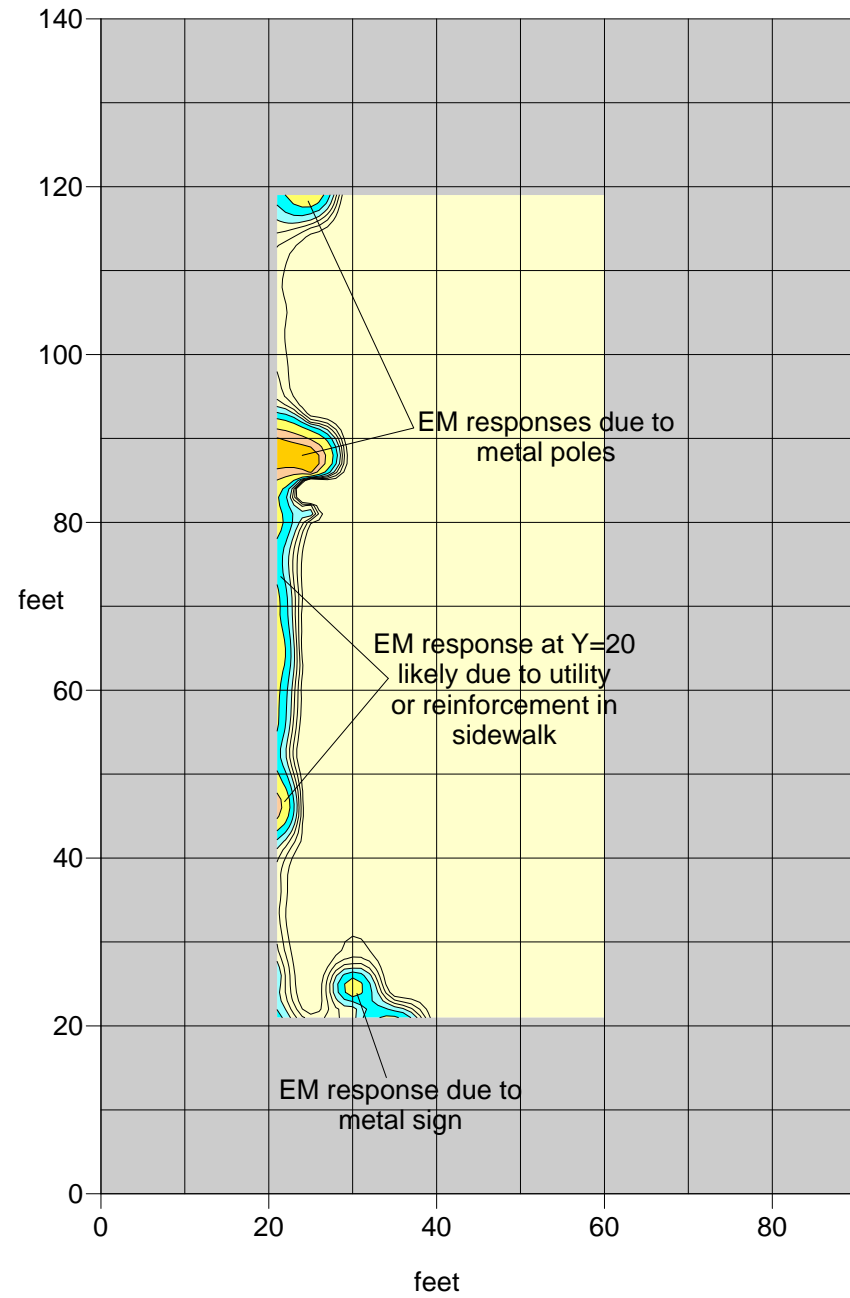 140
120
100
EM responses due to
metal poles
80
feet
EM response at Y=20
likely due to utility
or reinforcement in
sidewalk
60
40
20
EM response due to
metal sign
0
0 20 40 60 80
feet